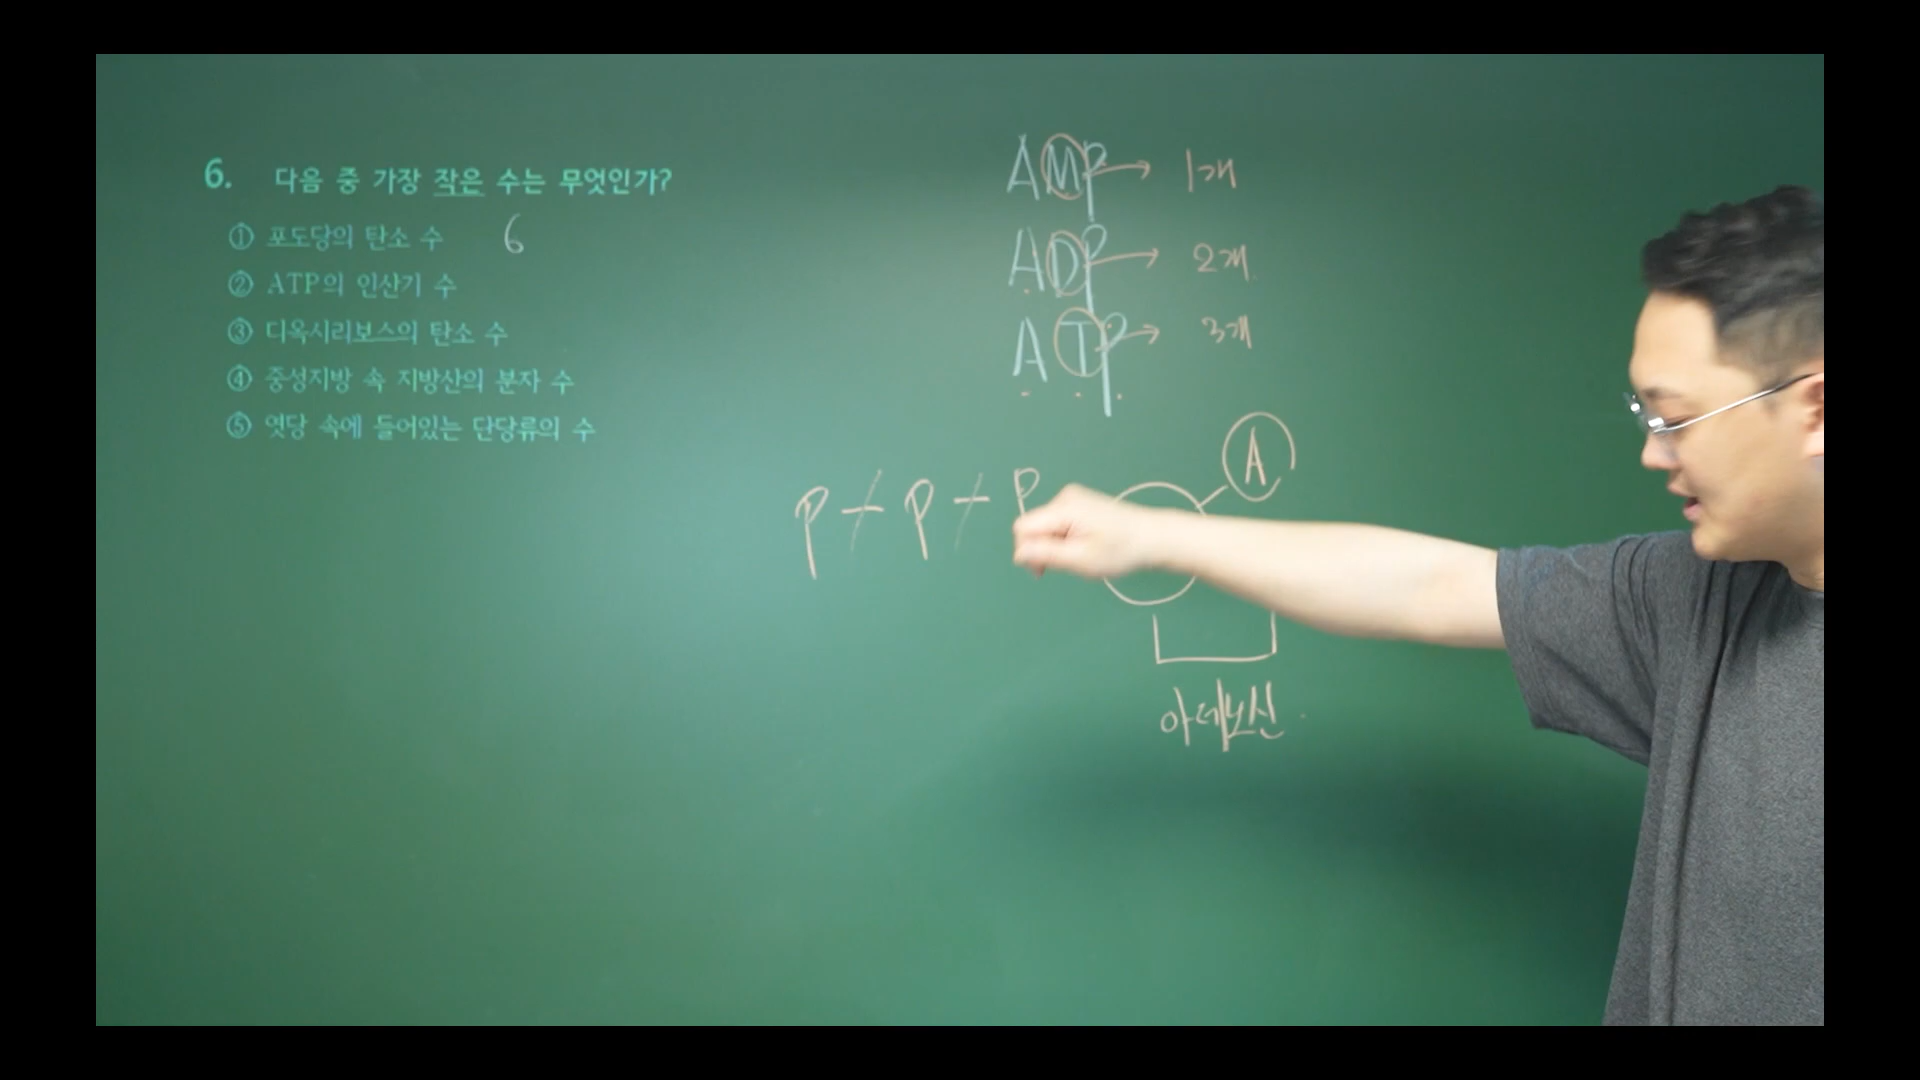 6. 다음 중 가장 작은 수는 무엇인가?
① 포도당의 탄소 수 6
② ATP의 인산기 수
③ 디옥시리보스의 탄소 수
④ 중성지방 속 지방산의 분자 수
⑤ 엿당 속에 들어있는 단당류의 수
AMP → 1개
ADP → 2개
ATP → 3개
A
P P P
아데노신